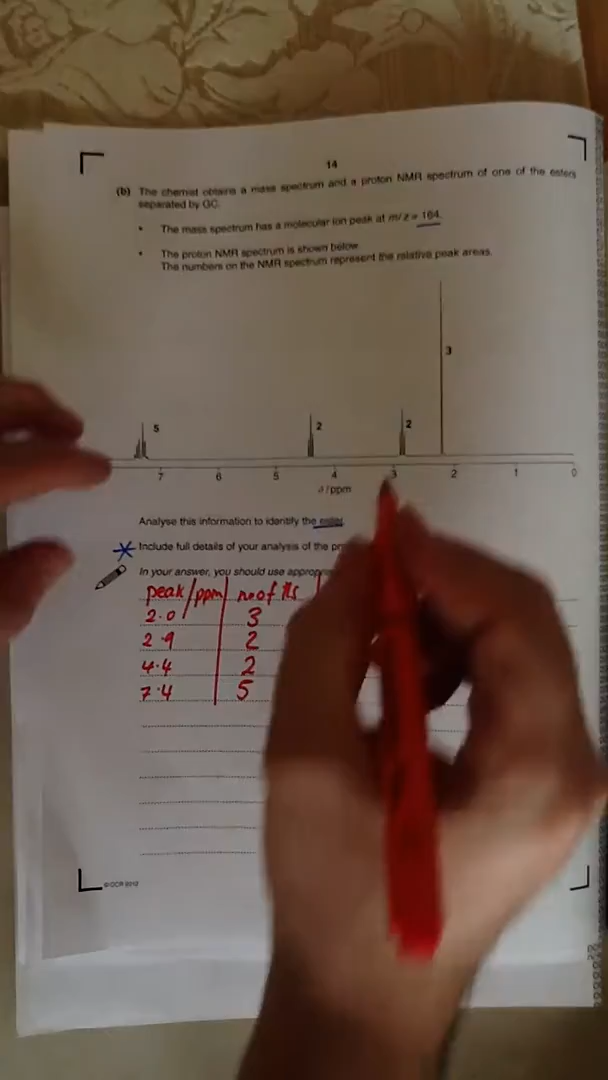 14
(b) The chemist obtains a mass spectrum and a proton NMR spectrum of one of the esters
separated by GC.
• The mass spectrum has a molecular ion peak at m/z = 164.
• The proton NMR spectrum is shown below.
The numbers on the NMR spectrum represent the relative peak areas.
3
5 2 2
7 6 5 4 3 2 1 0
δ/ppm
Analyse this information to identify the ester.
* Include full details of your analysis of the
In your answer, you should use
peak/ppm no of Hs
2.0 3
2.9 2
4.4 2
7.4 5
© OCR 2012